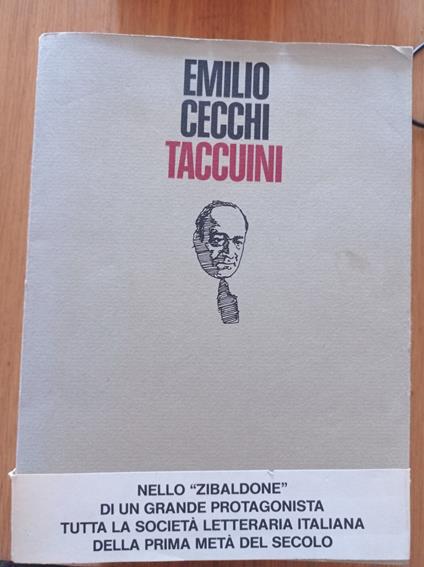 EMILIO
CECCHI
TACCUINI
NELLO "ZIBALDONE"
DI UN GRANDE PROTAGONISTA
TUTTA LA SOCIETÀ LETTERARIA ITALIANA
DELLA PRIMA METÀ DEL SECOLO